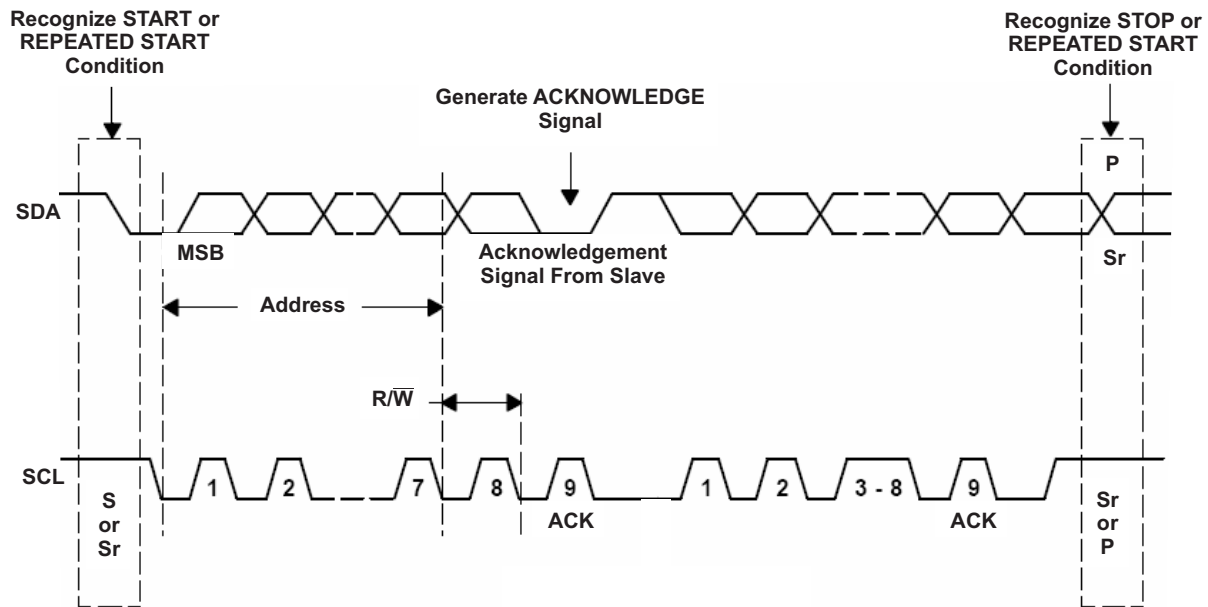 Recognize START or
REPEATED START
Condition
Recognize STOP or
REPEATED START
Condition
Generate ACKNOWLEDGE
Signal
P
SDA
MSB
Acknowledgement
Signal From Slave
Sr
Address
R/W̅
SCL
1
2
7
8
9
1
2
3 - 8
9
S
or
Sr
ACK
ACK
Sr
or
P